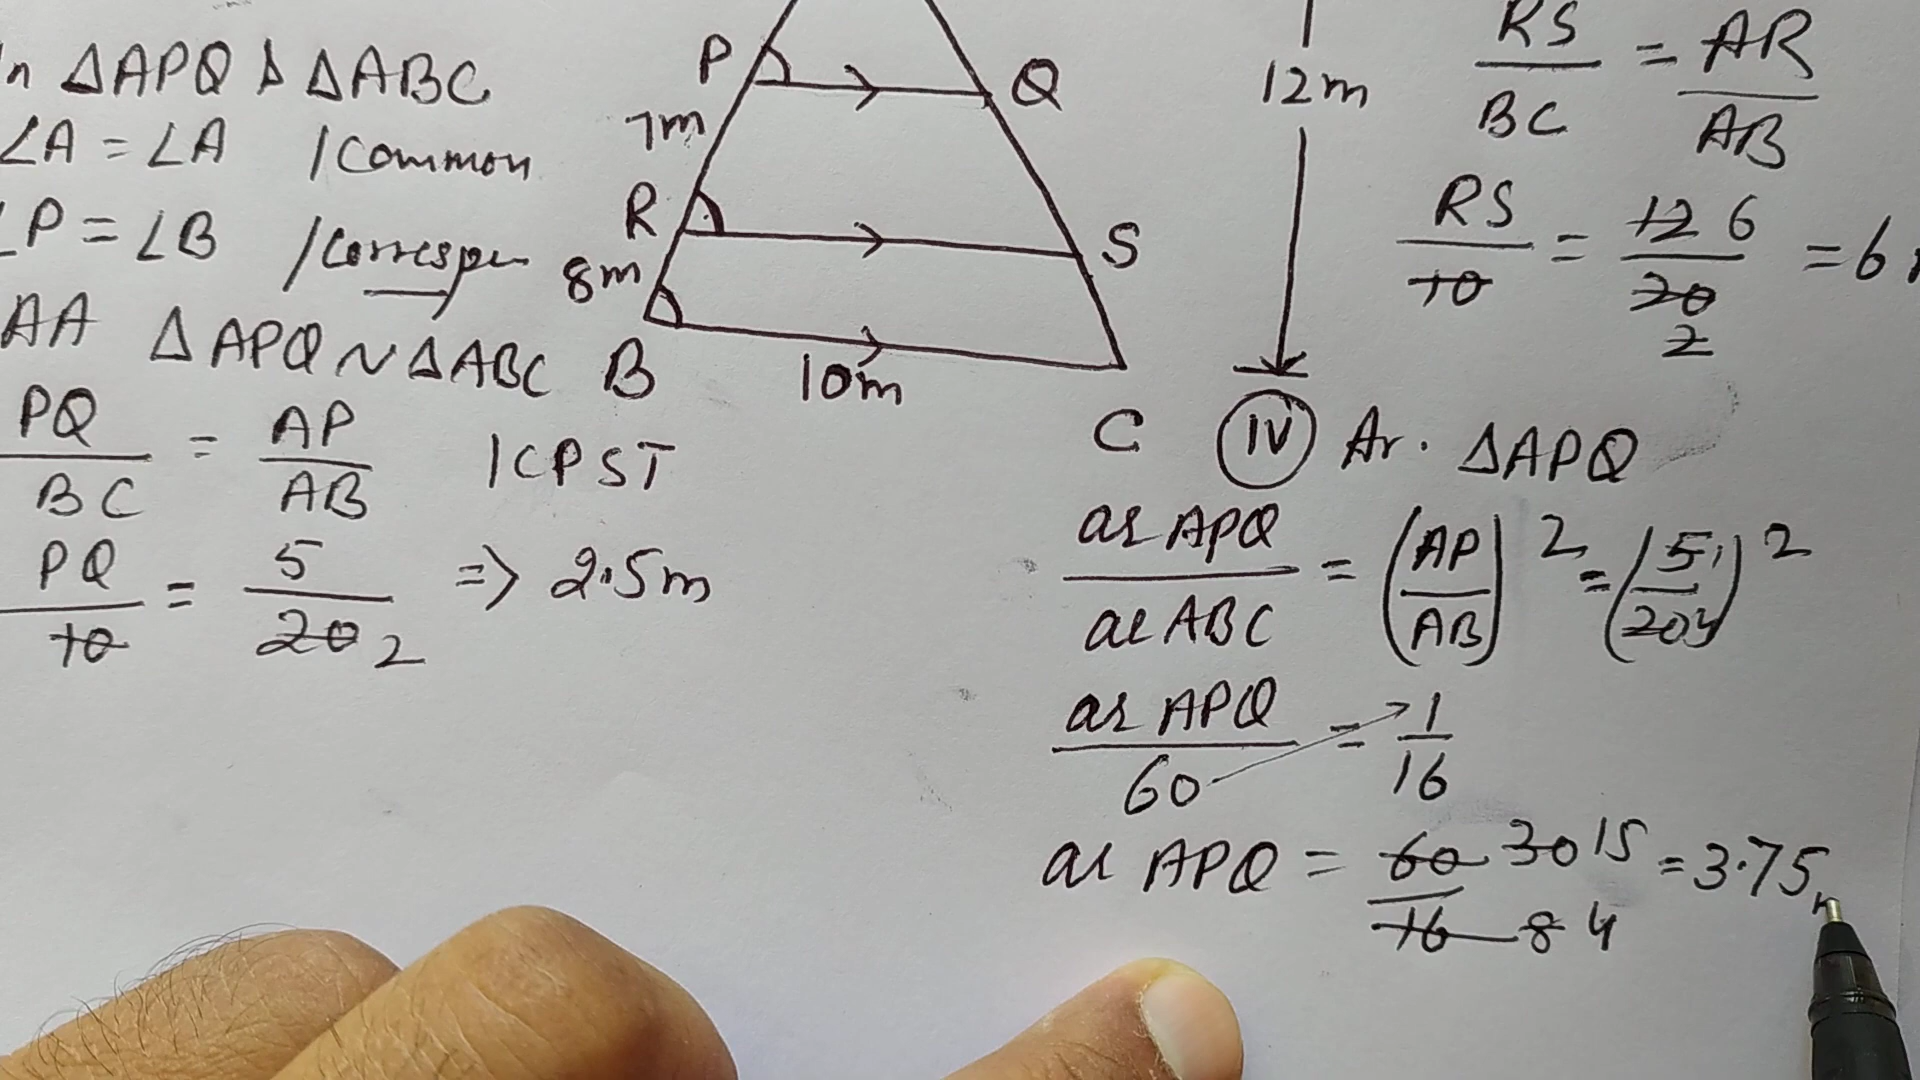 In ΔAPQ & ΔABC
∠A = ∠A / Common
∠P = ∠B / Correspon
AA ΔAPQ ~ ΔABC
PQ/BC = AP/AB | CPST
PQ/10 = 5/20 2 => 2.5m
P Q
7m
R S
8m
B C
10m
12m
RS/BC = AR/AB
RS/10 = 12 6/20 2 = 6
IV Ar. ΔAPQ
ar APQ/ar ABC = (AP/AB)2 = (5 1/20 4)2
ar APQ/60 = 1/16
ar APQ = 60 30 15/16 8 4 = 3.75